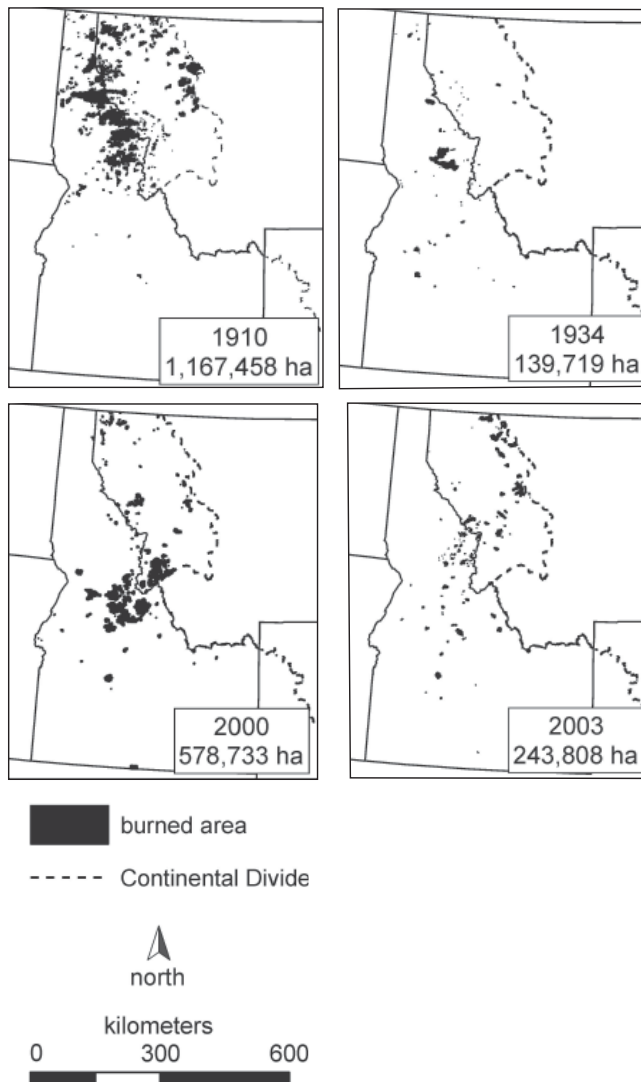 1910
1,167,458 ha
1934
139,719 ha
2000
578,733 ha
2003
243,808 ha
burned area
Continental Divide
north
kilometers
0 300 600